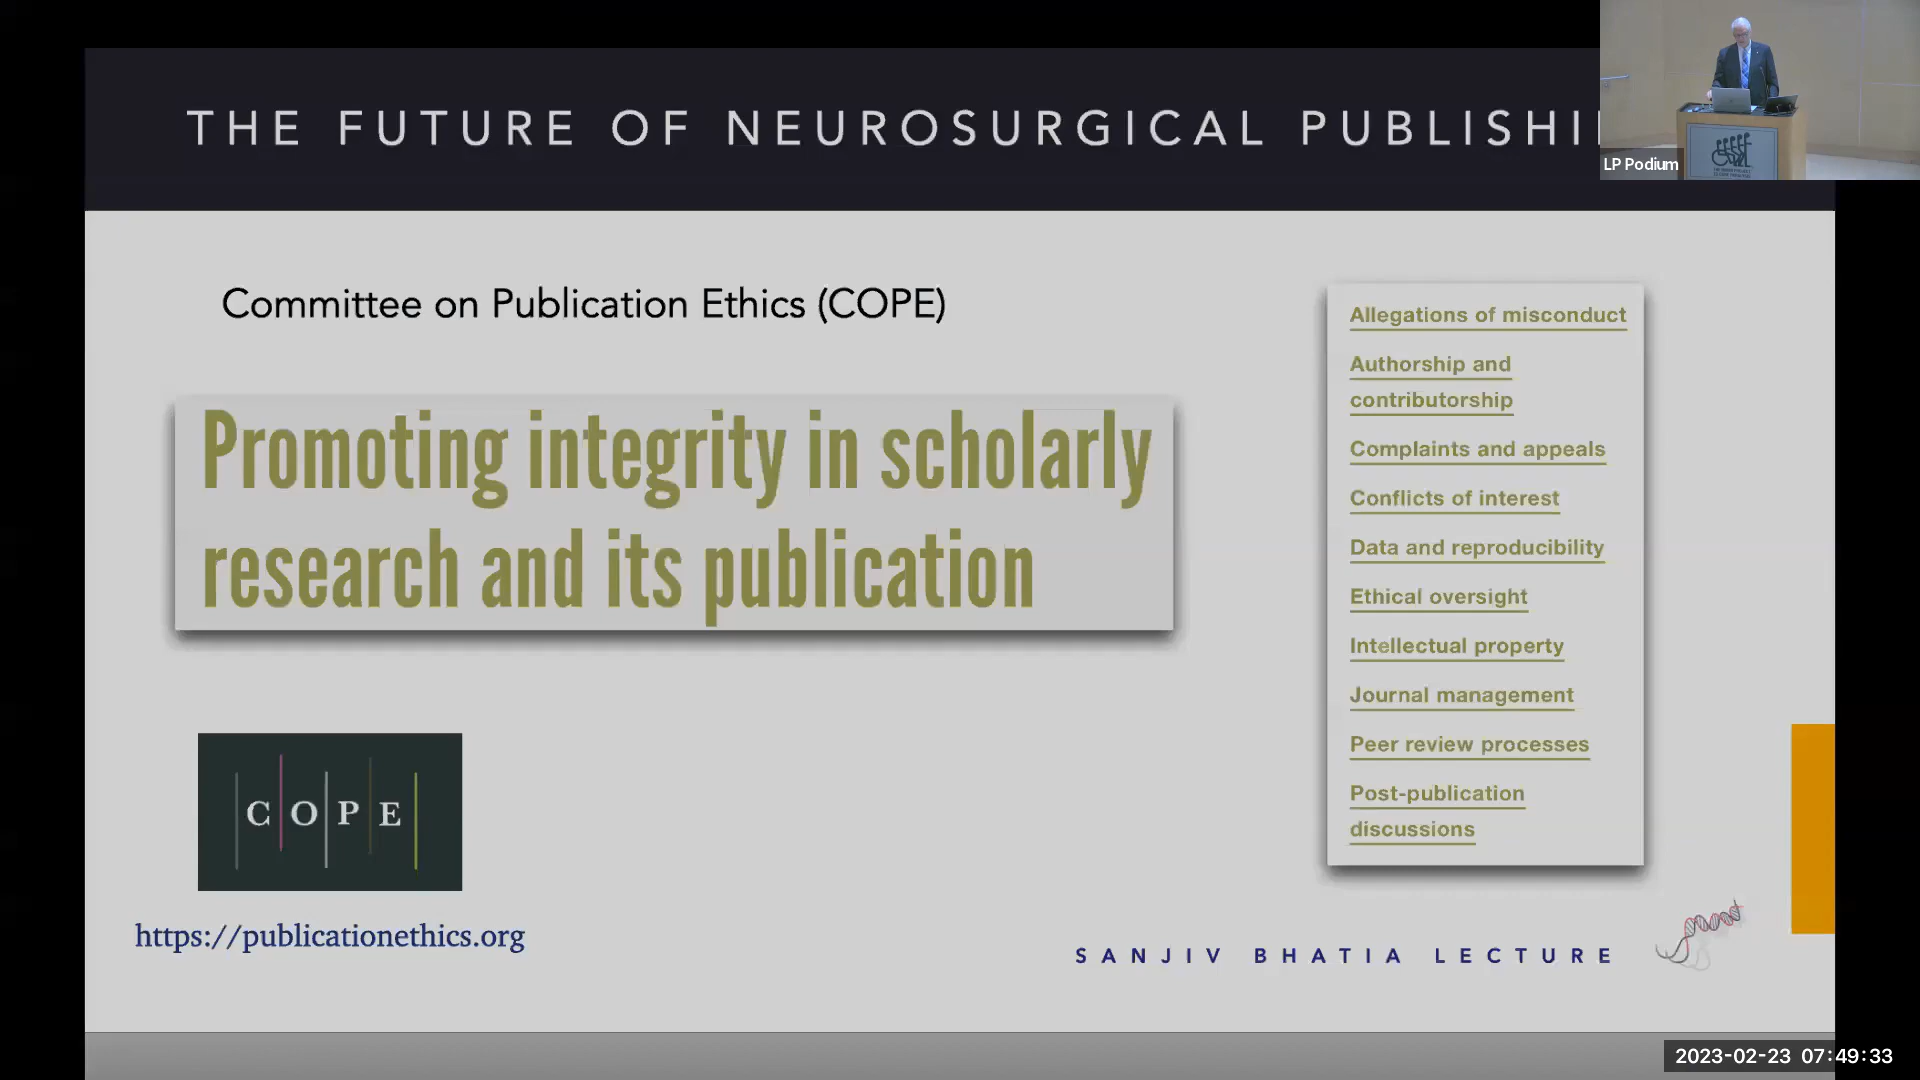 THE FUTURE OF NEUROSURGICAL PUBLISHI
LP Podium
Committee on Publication Ethics (COPE)
Promoting integrity in scholarly
research and its publication
Allegations of misconduct
Authorship and
contributorship
Complaints and appeals
Conflicts of interest
Data and reproducibility
Ethical oversight
Intellectual property
Journal management
Peer review processes
Post-publication
discussions
COPE
https://publicationethics.org
SANJIV BHATIA LECTURE
2023-02-23 07:49:33